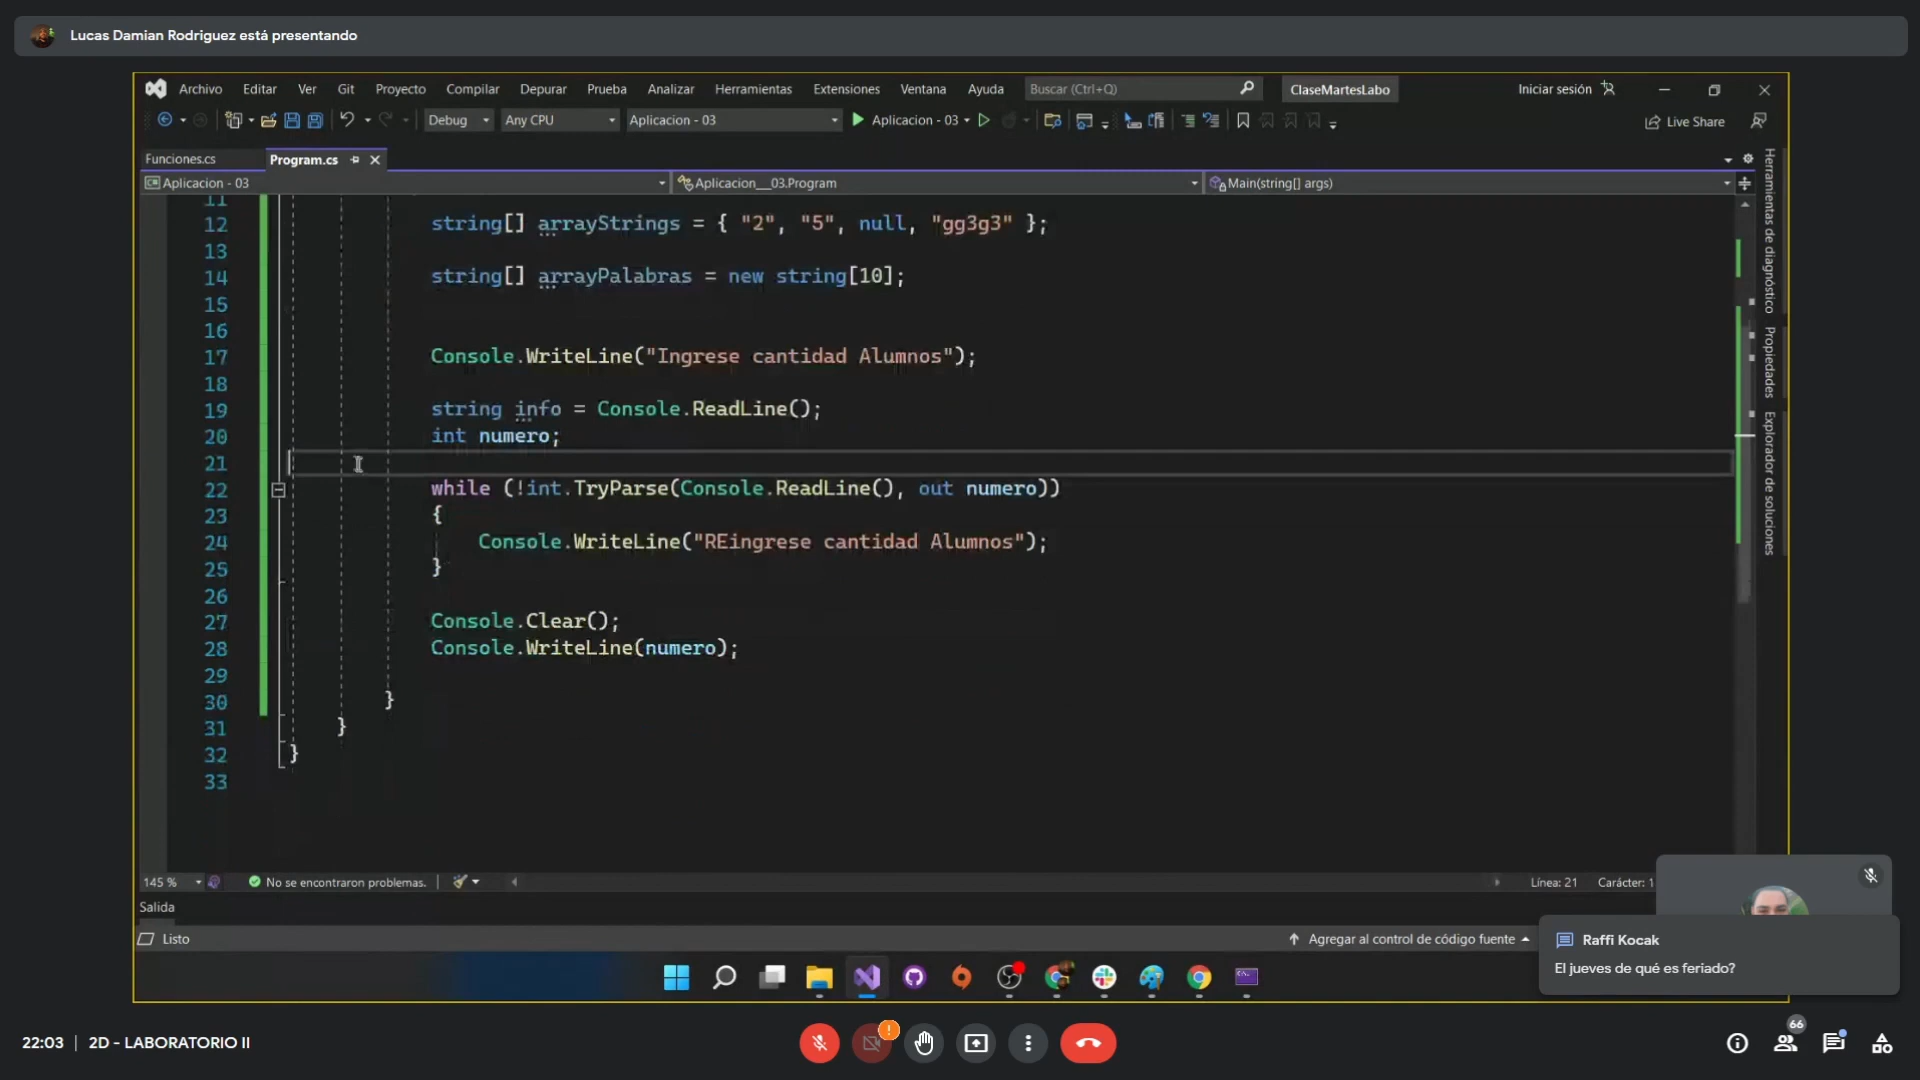 Lucas Damian Rodriguez está presentando
Archivo Editar Ver Git Proyecto Compilar Depurar Prueba Analizar Herramientas Extensiones Ventana Ayuda Buscar (Ctrl+Q) ClaseMartesLabo Iniciar sesión
Debug Any CPU Aplicacion - 03 Aplicacion - 03 Live Share
Funciones.cs Program.cs
Aplicacion - 03 Aplicacion__03.Program Main(string[] args)
11
12 string[] arrayStrings = { "2", "5", null, "gg3g3" };
13
14 string[] arrayPalabras = new string[10];
15
16
17 Console.WriteLine("Ingrese cantidad Alumnos");
18
19 string info = Console.ReadLine();
20 int numero;
21
22 while (!int.TryParse(Console.ReadLine(), out numero))
23 {
24 Console.WriteLine("REingrese cantidad Alumnos");
25 }
26
27 Console.Clear();
28 Console.WriteLine(numero);
29
30 }
31 }
32 }
33
Herramientas de diagnóstico
Propiedades
Explorador de soluciones
145 % No se encontraron problemas. Línea: 21 Carácter: 1
Salida
Listo Agregar al control de código fuente
Raffi Kocak
El jueves de qué es feriado?
22:03 | 2D - LABORATORIO II
66